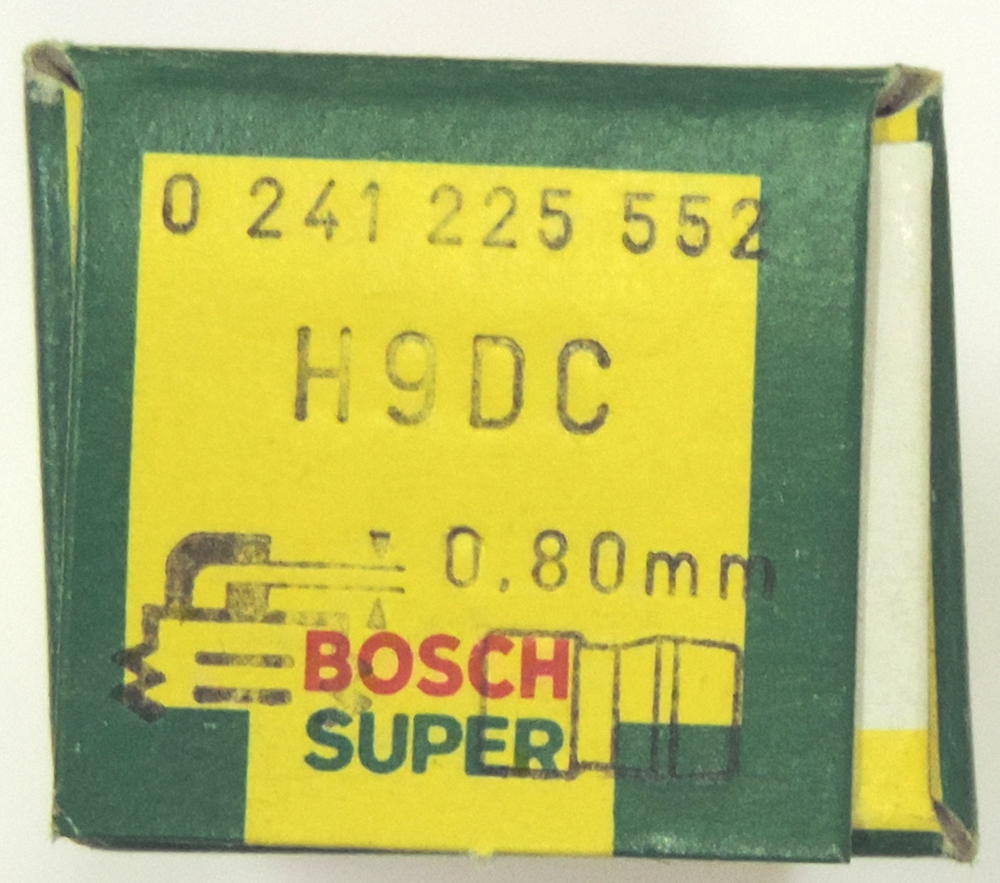 0 241 225 552
H9DC
0,80mm
BOSCH
SUPER